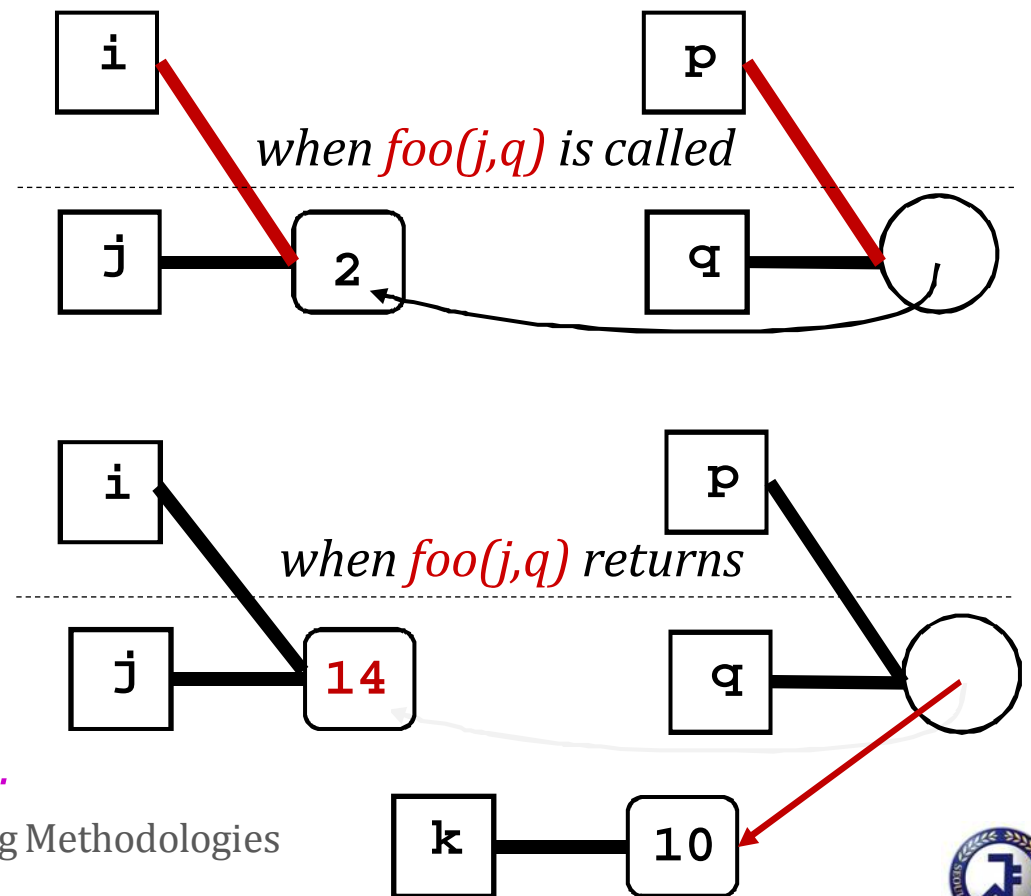 i p
when foo(j,q) is called
j 2 q
i p
when foo(j,q) returns
j 14 q
.
g Methodologies
k 10